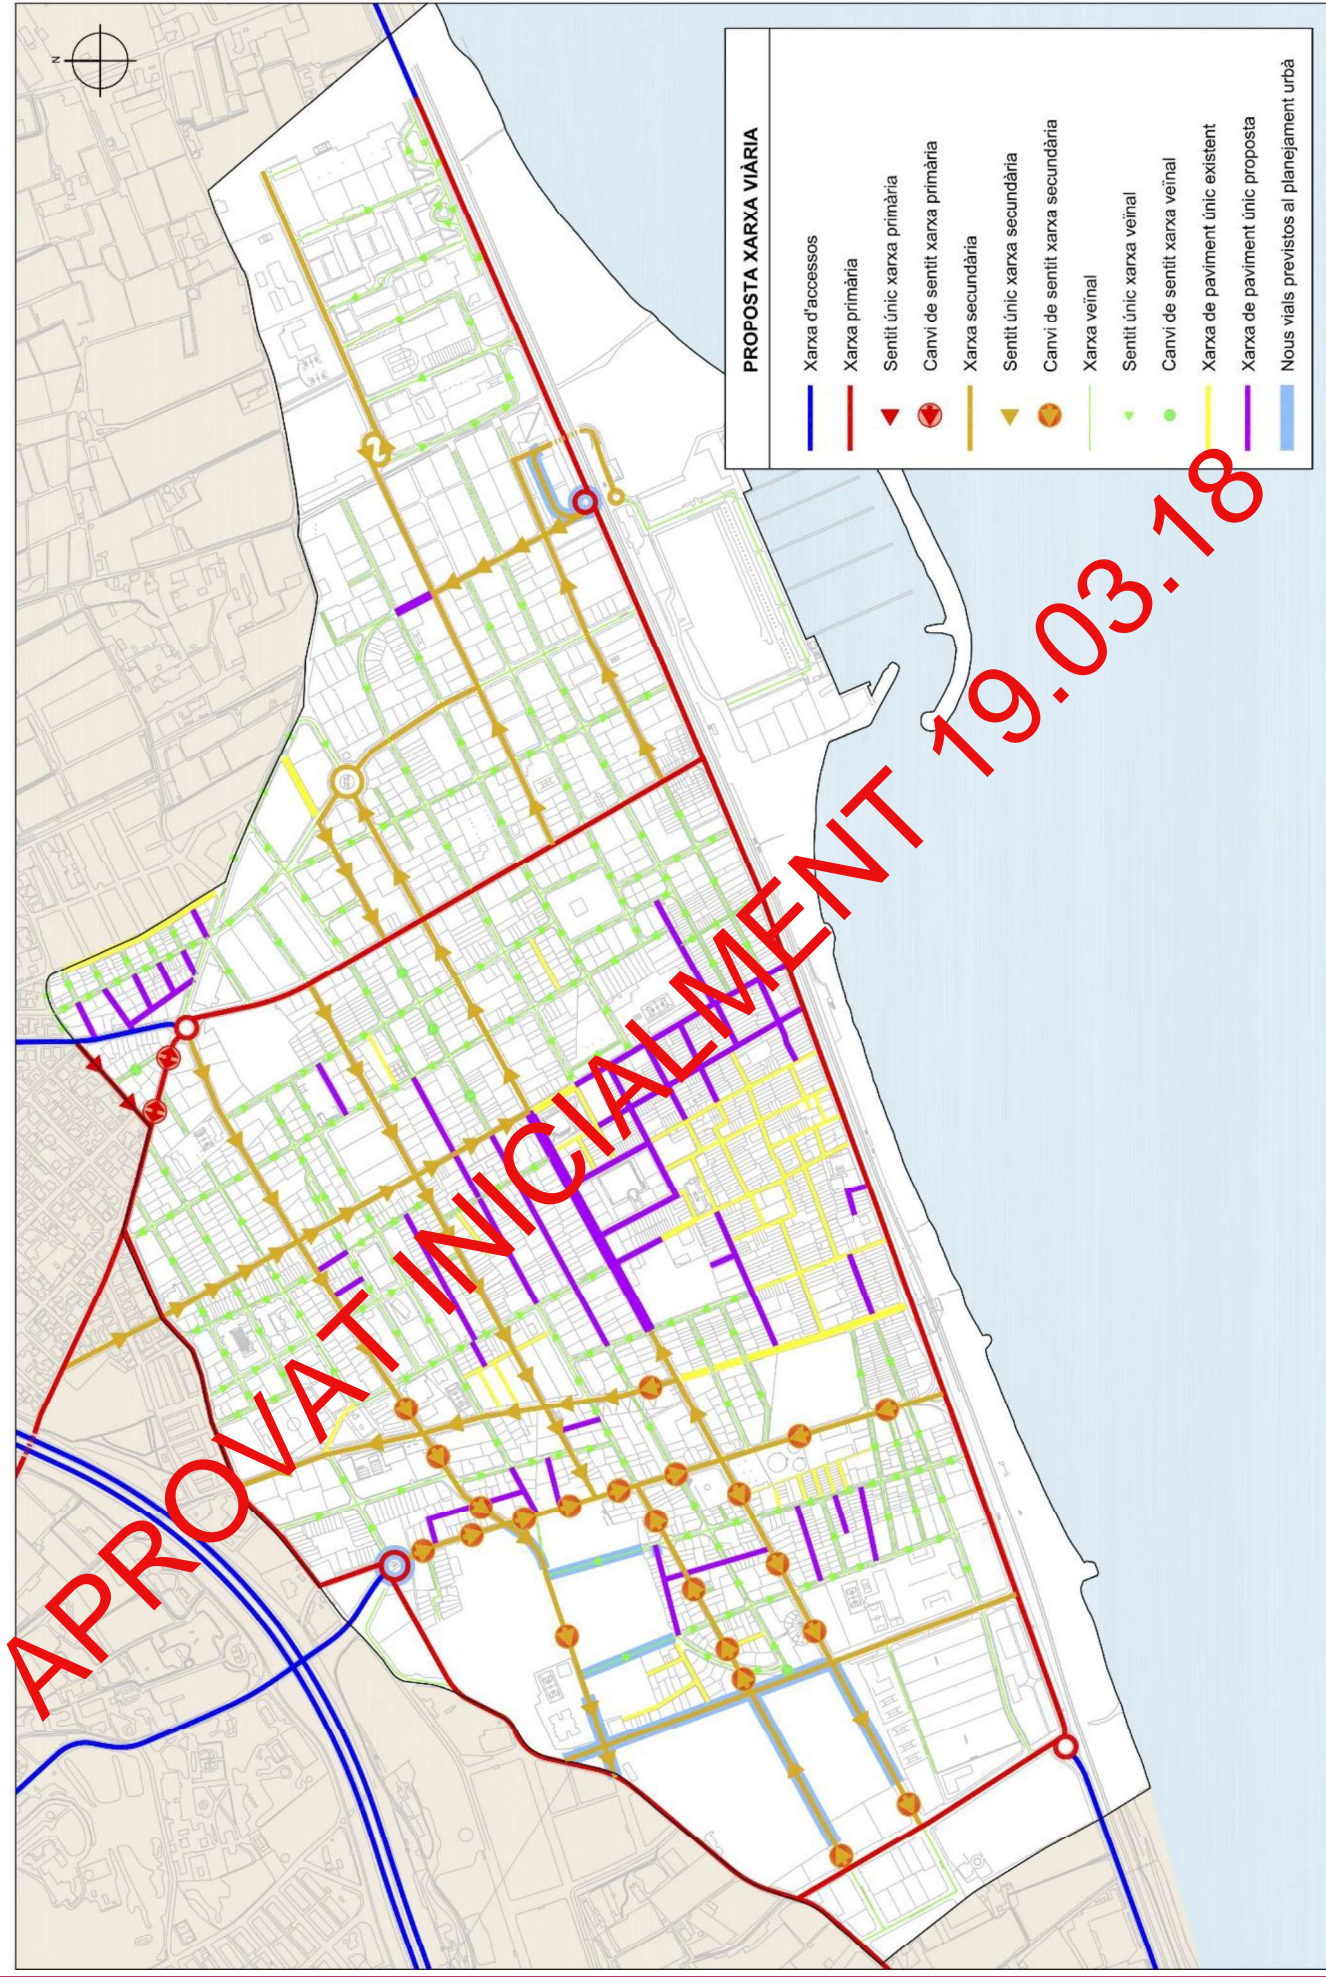 N
PROPOSTA XARXA VIÀRIA
Xarxa d'accessos
Xarxa primària
Sentit únic xarxa primària
Canvi de sentit xarxa primària
Xarxa secundària
Sentit únic xarxa secundària
Canvi de sentit xarxa secundària
Xarxa veïnal
Sentit únic xarxa veïnal
Canvi de sentit xarxa veïnal
Xarxa de paviment únic existent
Xarxa de paviment únic proposta
Nous vials previstos al planejament urbà
APROVAT INICIALMENT 19.03.18